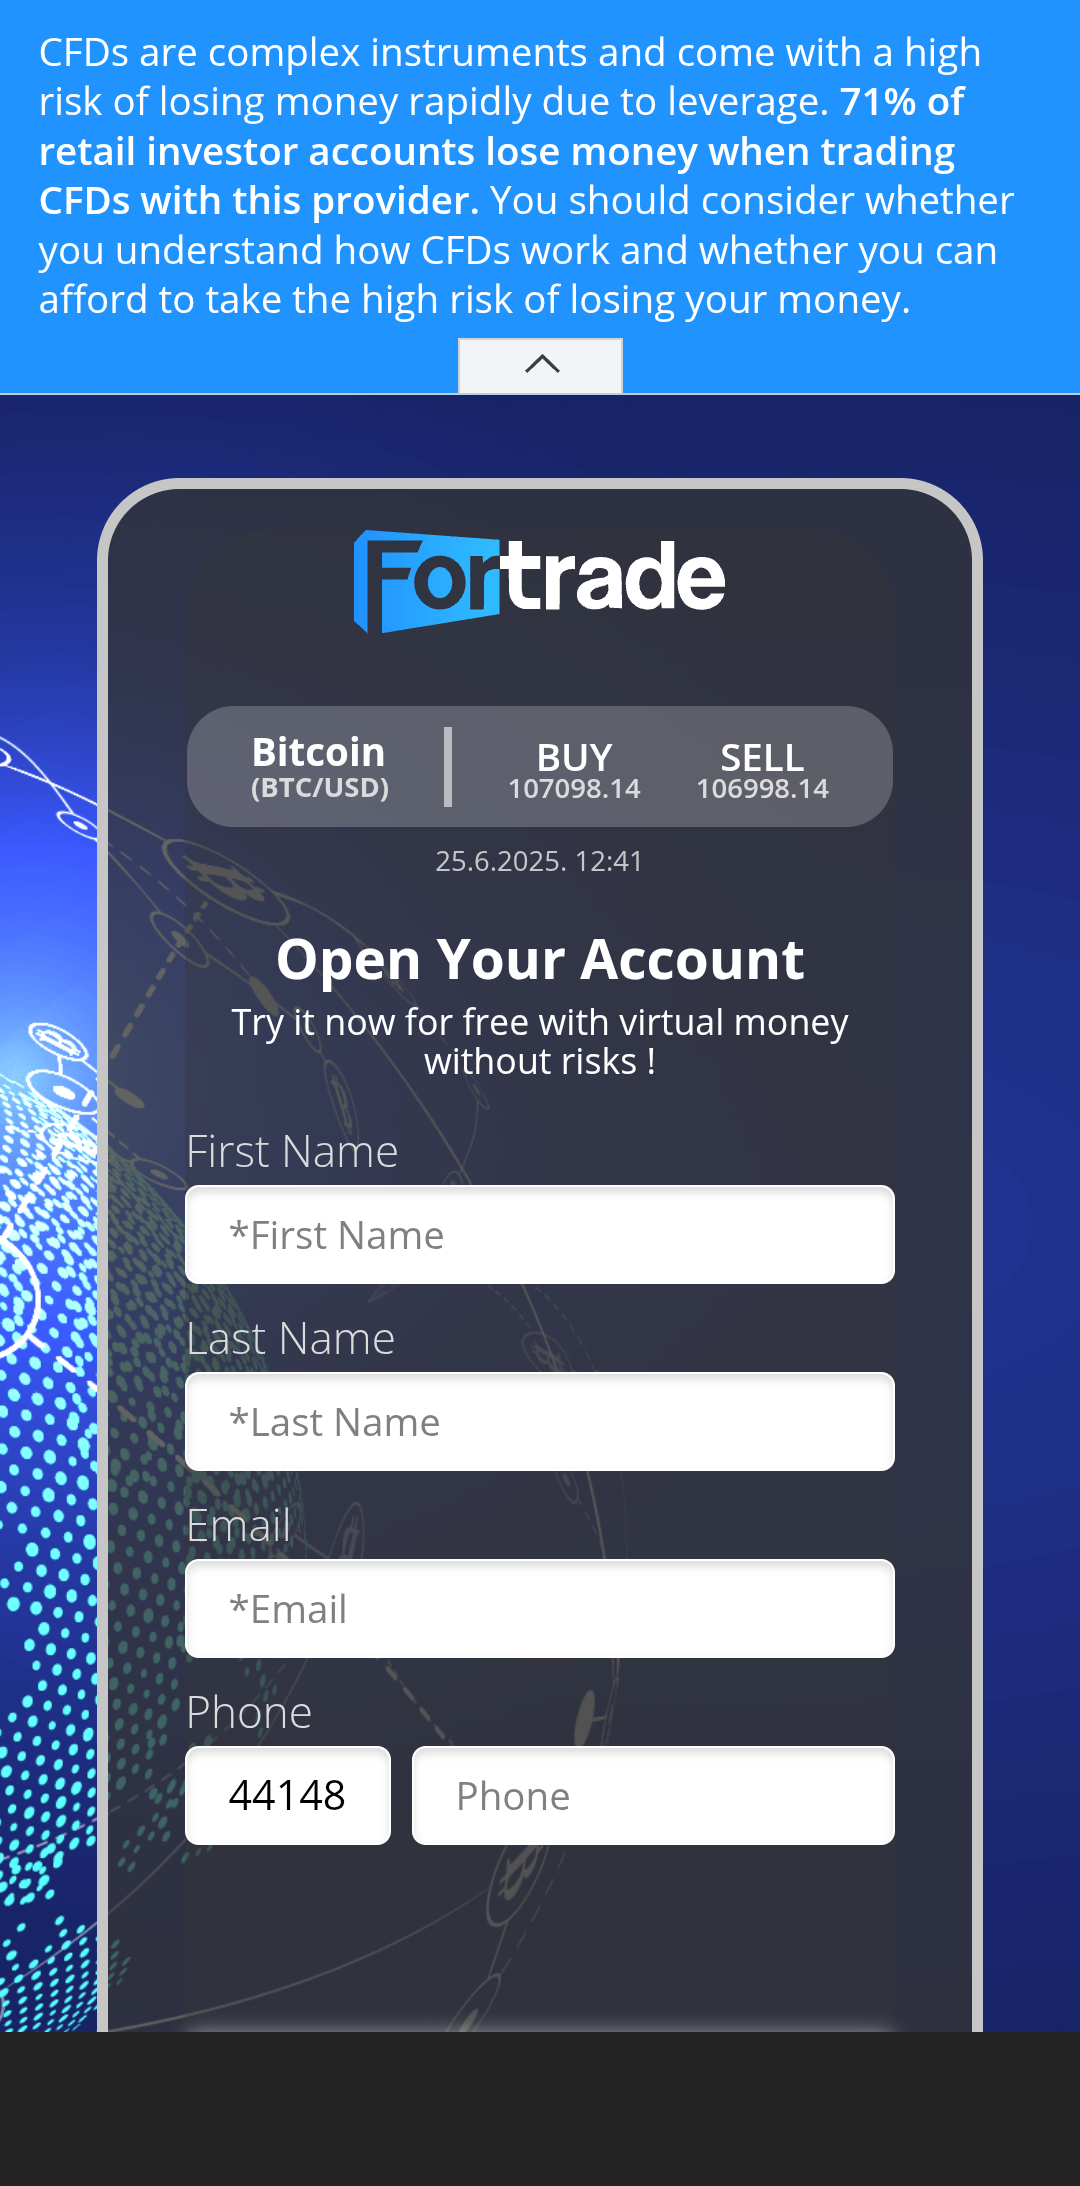 CFDs are complex instruments and come with a high
risk of losing money rapidly due to leverage. 71% of
retail investor accounts lose money when trading
CFDs with this provider. You should consider whether
you understand how CFDs work and whether you can
afford to take the high risk of losing your money.
Fortrade
Bitcoin BUY SELL
(BTC/USD) 107098.14 106998.14
25.6.2025. 12:41
Open Your Account
Try it now for free with virtual money
without risks !
First Name
*First Name
Last Name
*Last Name
Email
*Email
Phone
44148 Phone